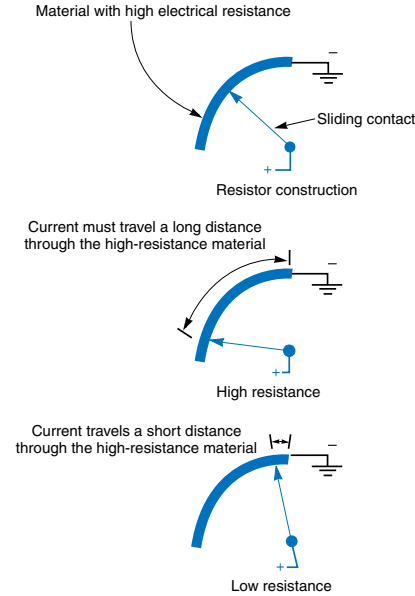 Material with high electrical resistance
−
Sliding contact
+
Resistor construction
Current must travel a long distance
through the high-resistance material
−
+
High resistance
Current travels a short distance
through the high-resistance material
−
+
Low resistance